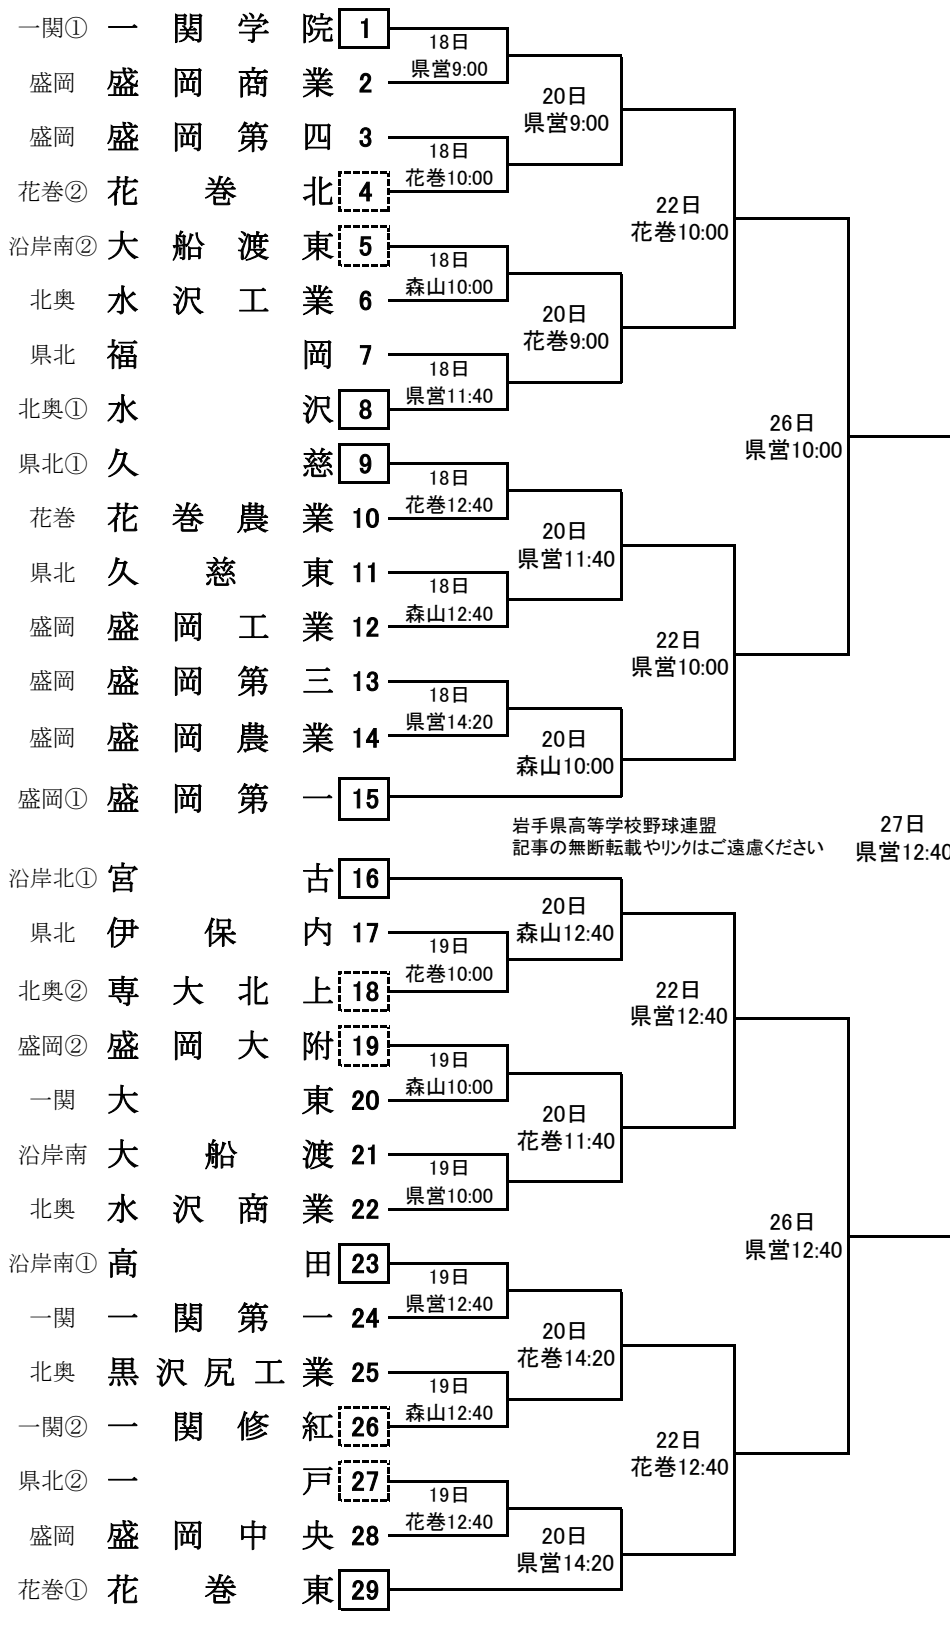 一関① 一関学院 1
18日
県営9:00
盛岡 盛岡商業 2
20日
県営9:00
盛岡 盛岡第四 3
18日
花巻10:00
花巻② 花巻北 4
22日
花巻10:00
沿岸南② 大船渡東 5
18日
森山10:00
北奥 水沢工業 6
20日
花巻9:00
県北 福岡 7
18日
県営11:40
北奥① 水沢 8
26日
県営10:00
県北① 久慈 9
18日
花巻12:40
花巻 花巻農業 10
20日
県営11:40
県北 久慈東 11
18日
森山12:40
盛岡 盛岡工業 12
22日
県営10:00
盛岡 盛岡第三 13
18日
県営14:20
盛岡 盛岡農業 14
20日
森山10:00
盛岡① 盛岡第一 15
岩手県高等学校野球連盟
記事の無断転載やリンクはご遠慮ください
27日
県営12:40
沿岸北① 宮古 16
20日
森山12:40
県北 伊保内 17
19日
花巻10:00
北奥② 専大北上 18
22日
県営12:40
盛岡② 盛岡大附 19
19日
森山10:00
一関 大東 20
20日
花巻11:40
沿岸南 大船渡 21
19日
県営10:00
北奥 水沢商業 22
26日
県営12:40
沿岸南① 高田 23
19日
県営12:40
一関 一関第一 24
20日
花巻14:20
北奥 黒沢尻工業 25
19日
森山12:40
一関② 一関修紅 26
22日
花巻12:40
県北② 一戸 27
19日
花巻12:40
盛岡 盛岡中央 28
20日
県営14:20
花巻① 花巻東 29